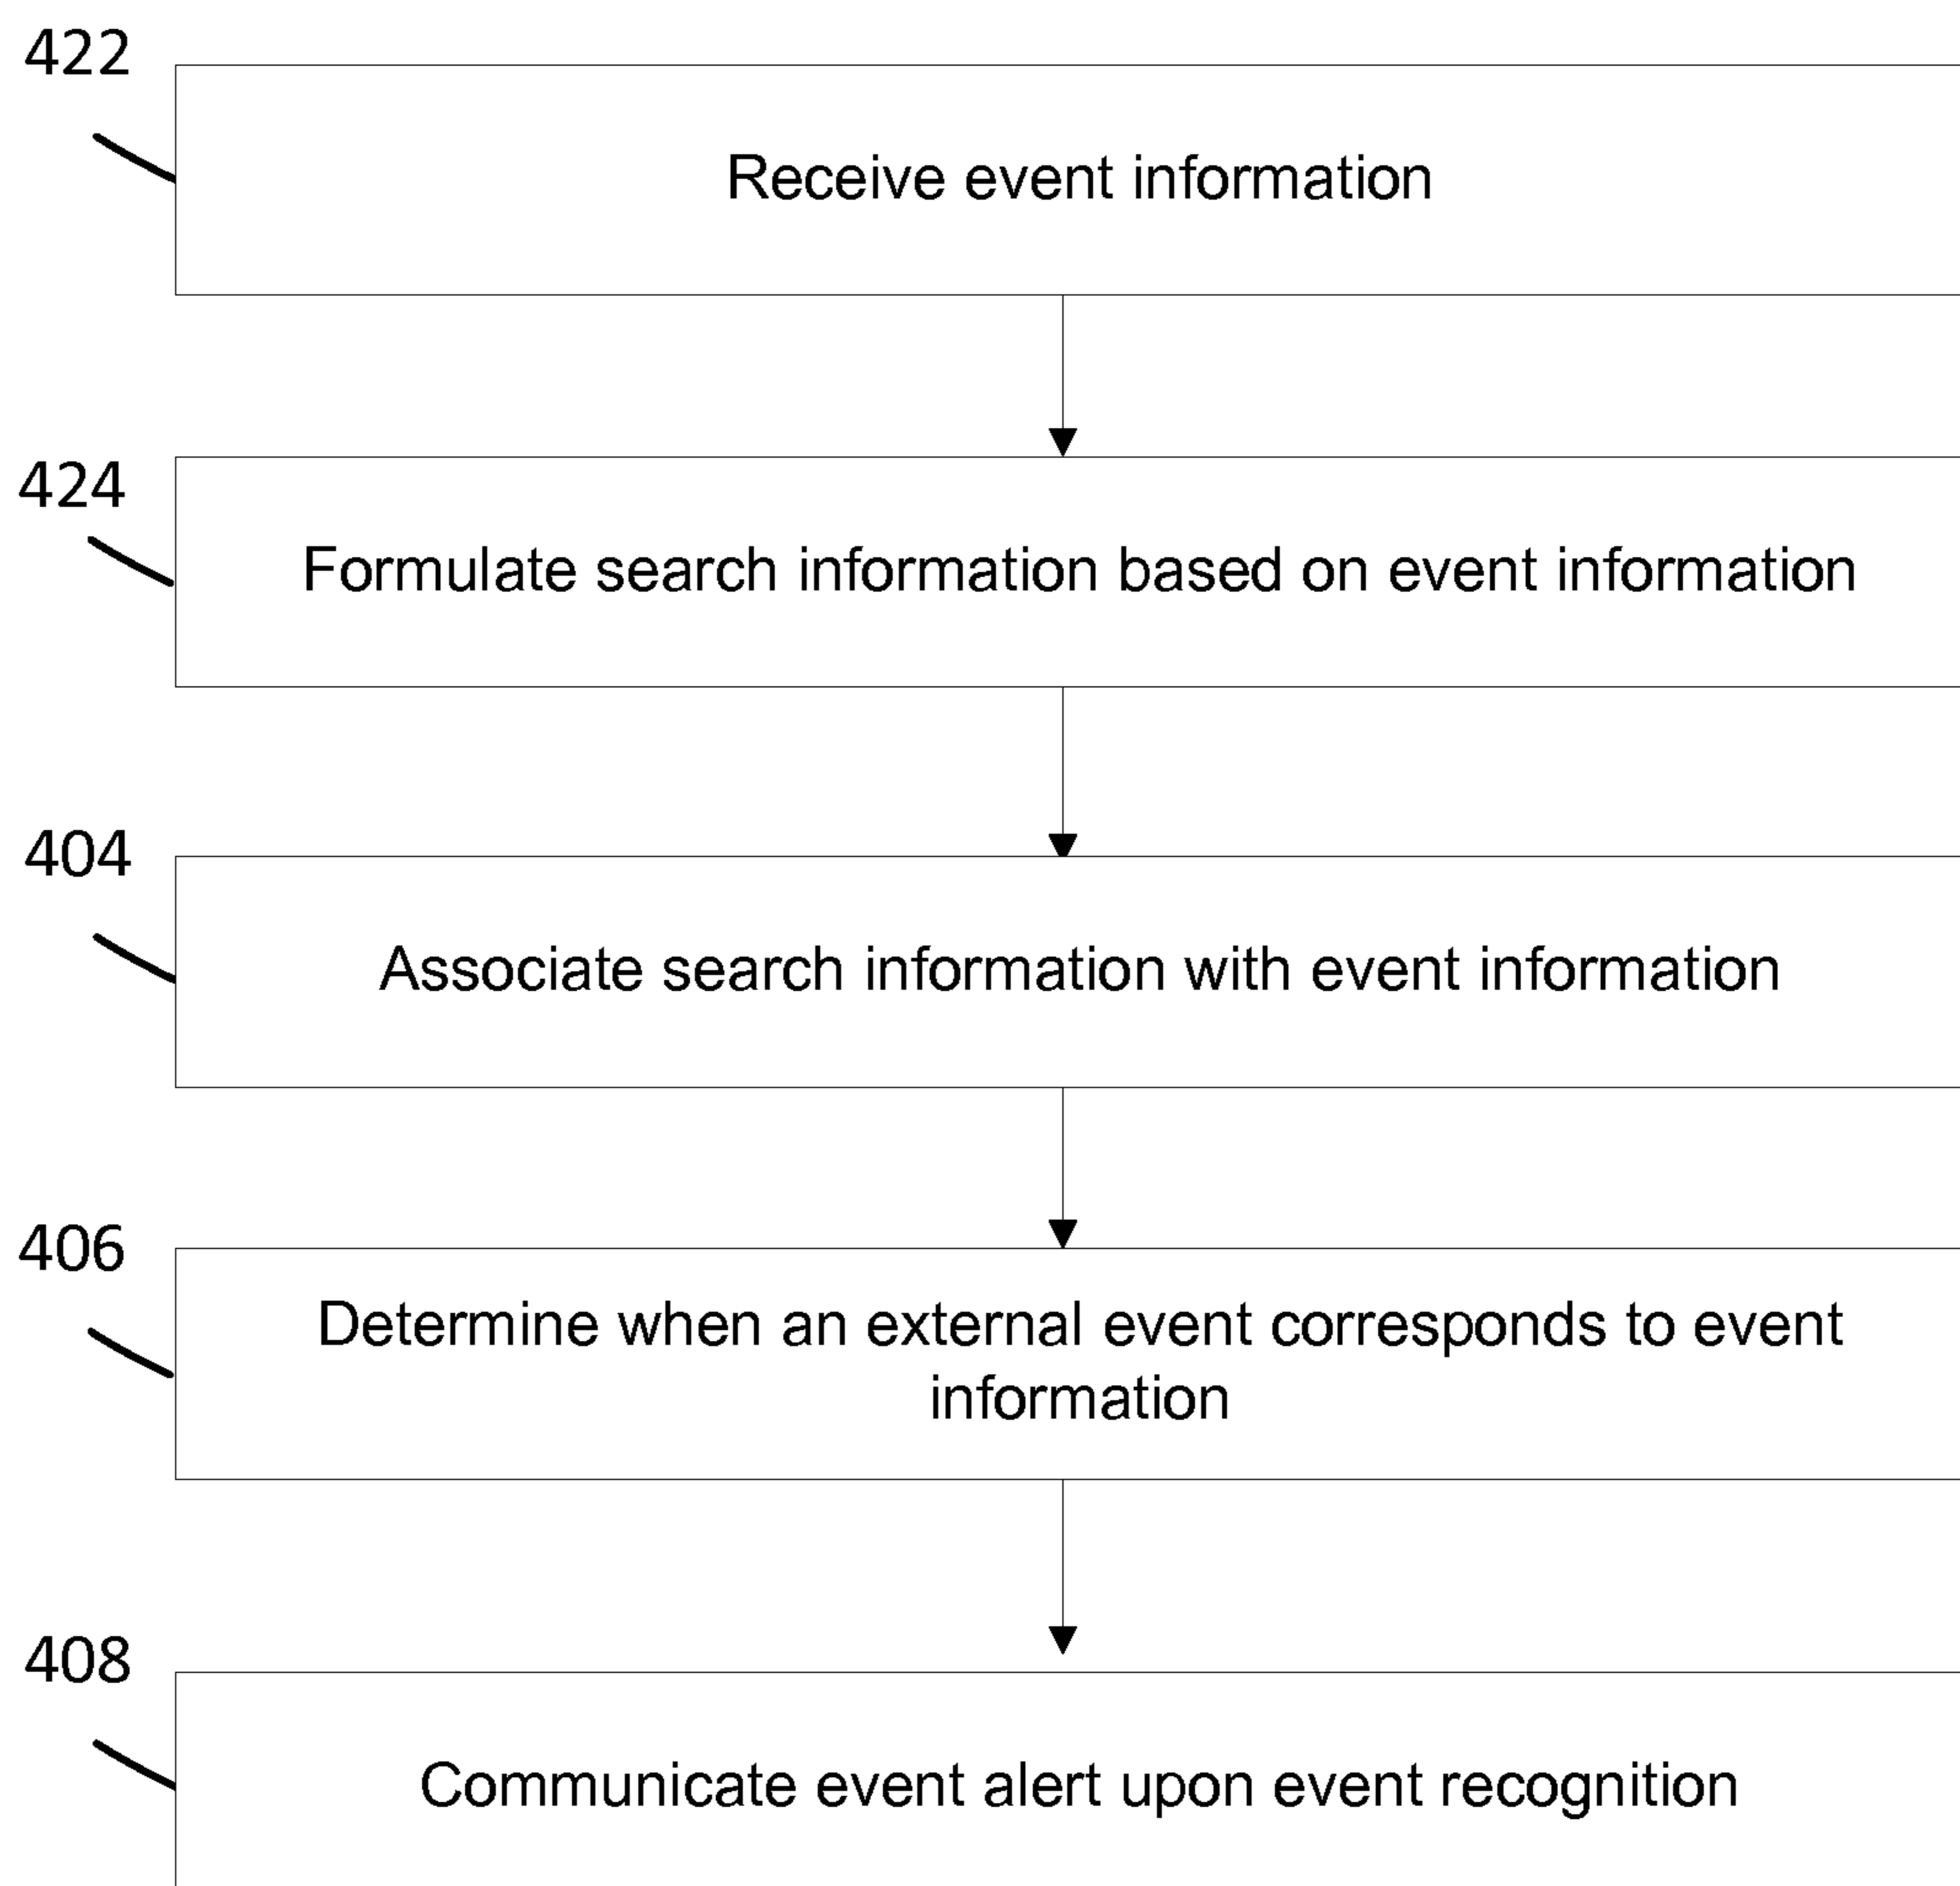 422
Receive event information
424
Formulate search information based on event information
404
Associate search information with event information
406
Determine when an external event corresponds to event
information
408
Communicate event alert upon event recognition